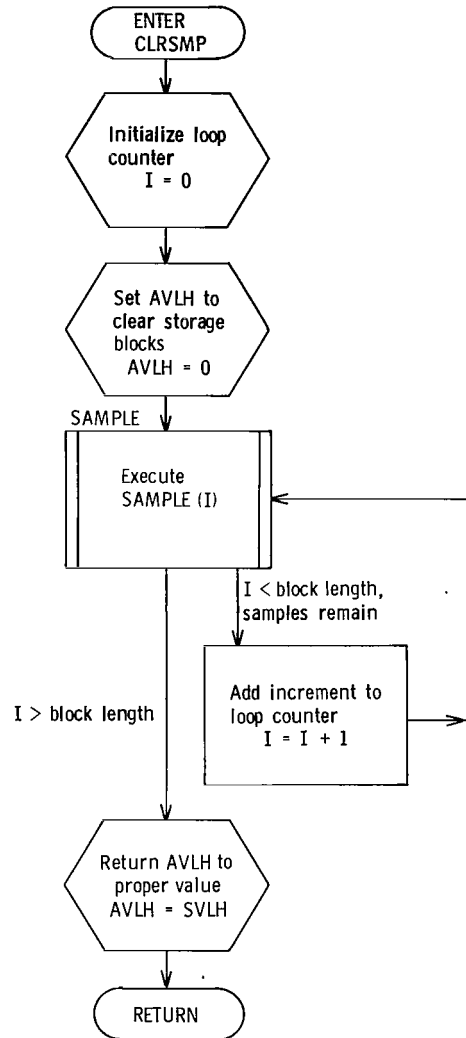 ENTER
CLRSMP
Initialize loop
counter
I = 0
Set AVLH to
clear storage
blocks
AVLH = 0
SAMPLE
Execute
SAMPLE (I)
I < block length,
samples remain
Add increment to
loop counter
I = I + 1
I > block length
Return AVLH to
proper value
AVLH = SVLH
RETURN